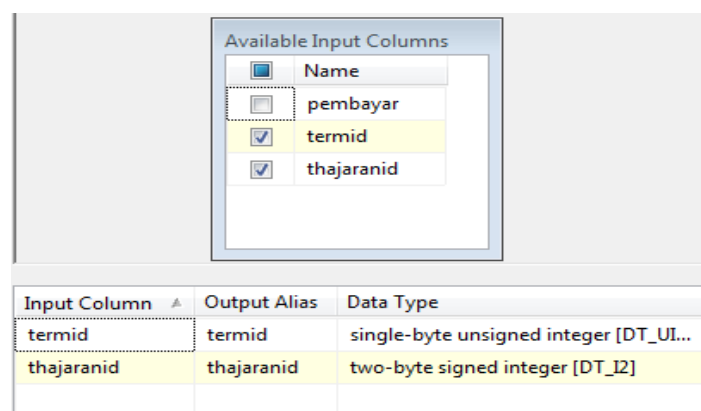 Available Input Columns
Name
pembayar
termid
thajaranid
Input Column Output Alias Data Type
termid termid single-byte unsigned integer [DT_UI...
thajaranid thajaranid two-byte signed integer [DT_I2]